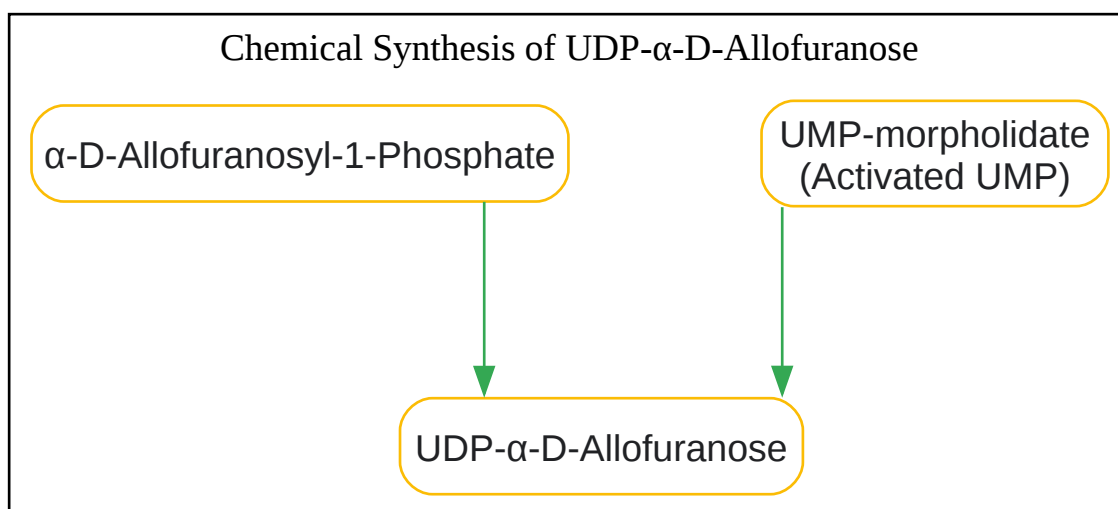 Chemical Synthesis of UDP-α-D-Allofuranose
α-D-Allofuranosyl-1-Phosphate
UMP-morpholidate
(Activated UMP)
UDP-α-D-Allofuranose